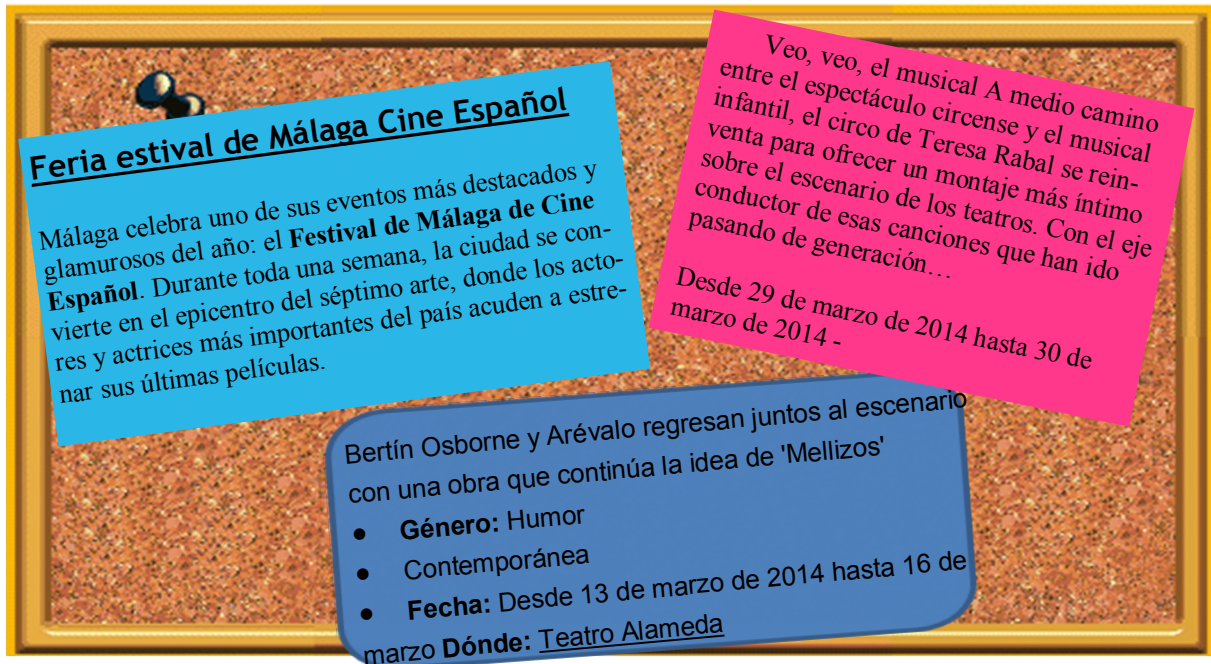 Feria estival de Málaga Cine Español
Málaga celebra uno de sus eventos más destacados y
glamurosos del año: el Festival de Málaga de Cine
Español. Durante toda una semana, la ciudad se con-
vierte en el epicentro del séptimo arte, donde los acto-
res y actrices más importantes del país acuden a estre-
nar sus últimas películas.
Veo, veo, el musical A medio camino
entre el espectáculo circense y el musical
infantil, el circo de Teresa Rabal se rein-
venta para ofrecer un montaje más íntimo
sobre el escenario de los teatros. Con el eje
conductor de esas canciones que han ido
pasando de generación…
Desde 29 de marzo de 2014 hasta 30 de
marzo de 2014 -
Bertín Osborne y Arévalo regresan juntos al escenario
con una obra que continúa la idea de 'Mellizos'
● Género: Humor
● Contemporánea
● Fecha: Desde 13 de marzo de 2014 hasta 16 de
marzo Dónde: Teatro Alameda